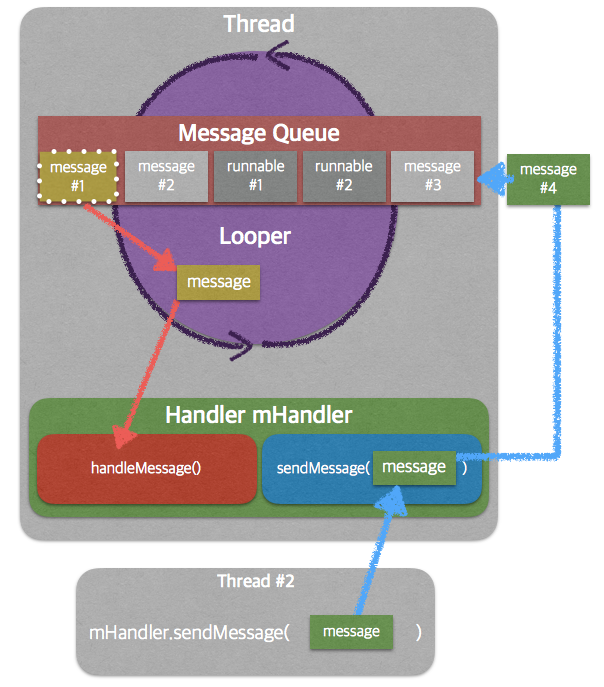 Thread
Message Queue
message
#1
message
#2
runnable
#1
runnable
#2
message
#3
message
#4
Looper
message
Handler mHandler
handleMessage()
sendMessage( message )
Thread #2
mHandler.sendMessage( message )